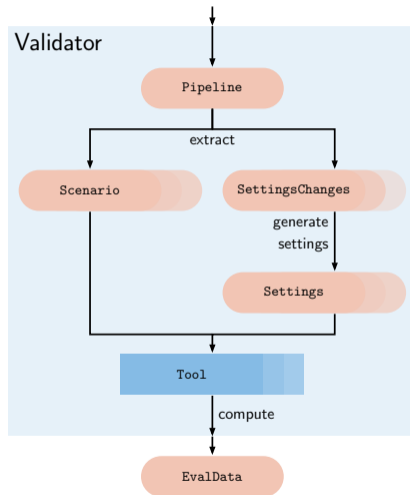 Validator
Pipeline
extract
Scenario
SettingsChanges
generate
settings
Settings
Tool
compute
EvalData